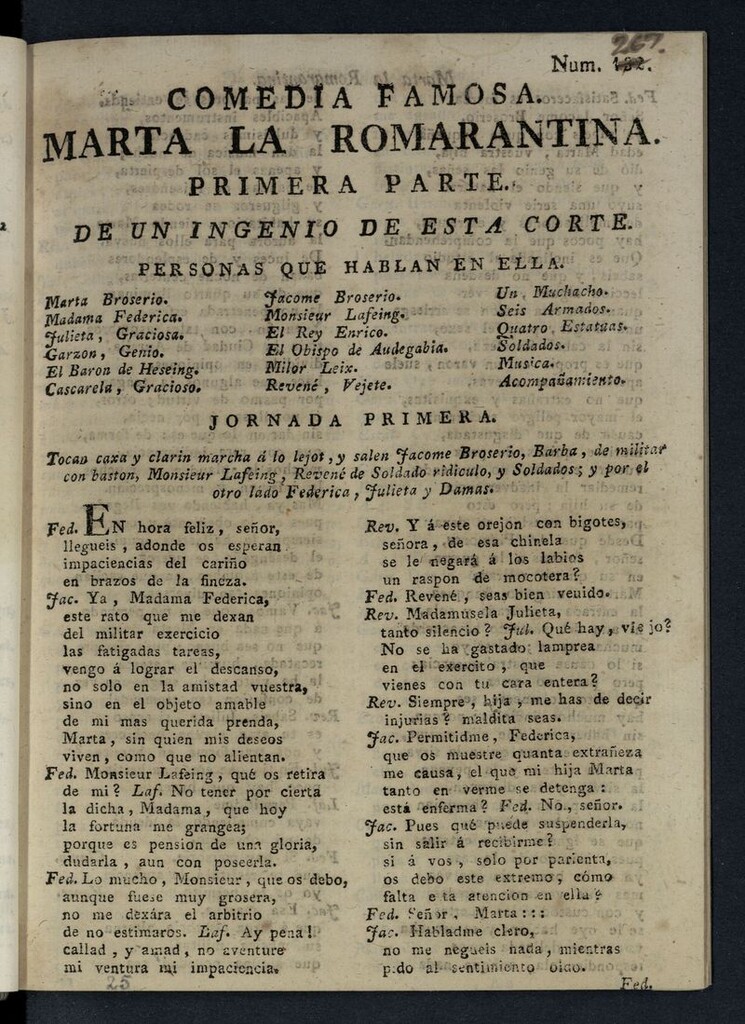 267.
Num. 132.
COMEDIA FAMOSA.
MARTA LA ROMARANTINA.
PRIMERA PARTE.
DE UN INGENIO DE ESTA CORTE.
PERSONAS QUE HABLAN EN ELLA.
Marta Broserio.
Madama Federica.
Julieta, Graciosa.
Garzon, Genio.
El Baron de Heseing.
Cascarela, Gracioso.
Jacome Broserio.
Monsieur Lafeing.
El Rey Enrico.
El Obispo de Audegabia.
Milor Leix.
Revené, Vejete.
Un Muchacho.
Seis Armados.
Quatro Estatuas.
Soldados.
Musica.
Acompañamiento.
JORNADA PRIMERA.
Tocan caxa y clarin marcha á lo lejot, y salen Jacome Broserio, Barba, de militar
con baston, Monsieur Lafeing, Revené de Soldado ridiculo, y Soldados; y por el
otro lado Federica, Julieta y Damas.
Fed. EN hora feliz, señor,
llegueis, adonde os esperan
impaciencias del cariño
en brazos de la fineza.
Jac. Ya, Madama Federica,
este rato que me dexan
del militar exercicio
las fatigadas tareas,
vengo á lograr el descanso,
no solo en la amistad vuestra,
sino en el objeto amable
de mi mas querida prenda,
Marta, sin quien mis deseos
viven, como que no alientan.
Fed. Monsieur Lafeing, qué os retira
de mi? Laf. No tener por cierta
la dicha, Madama, que hoy
la fortuna me grangea;
porque es pension de una gloria,
dudarla, aun con poseerla.
Fed. Lo mucho, Monsieur, que os debo,
aunque fuese muy grosera,
no me dexára el arbitrio
de no estimaros. Laf. Ay pena!
callad, y amad, no aventure
mi ventura mi impaciencia.
25
Rev. Y á este orejon con bigotes,
señora, de esa chinela
se le negará á los labios
un raspon de mocotera?
Fed. Revené, seas bien venido.
Rev. Madamusela Julieta,
tanto silencio? Jul. Qué hay, viejo?
No se ha gastado lamprea
en el exercito, que
vienes con tu cara entera?
Rev. Siempre, hija, me has de decir
injurias? maldita seas.
Jac. Permitidme, Federica,
que os muestre quanta extrañeza
me causa, el que mi hija Marta
tanto en verme se detenga:
está enferma? Fed. No, señor.
Jac. Pues qué puede suspenderla,
sin salir á recibirme?
si á vos, solo por parienta,
os debo este extremo, cómo
falta e ta atencion en ella?
Fed. Señor, Marta:::
Jac. Habladme clero,
no me negueis nada, mientras
pido al sentimiento oido.
Fed.